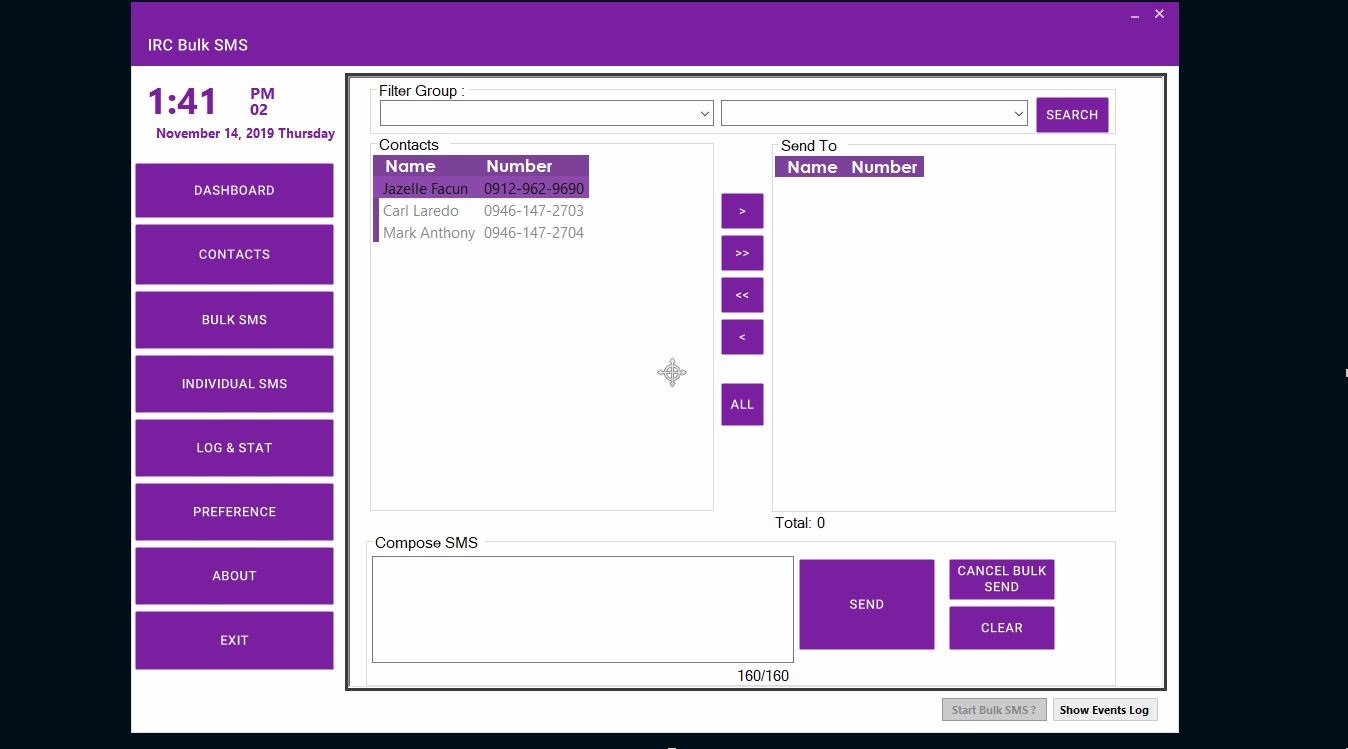 IRC Bulk SMS
1:41 PM
02
November 14, 2019 Thursday
DASHBOARD
CONTACTS
BULK SMS
INDIVIDUAL SMS
LOG & STAT
PREFERENCE
ABOUT
EXIT
Filter Group :
SEARCH
Contacts
Name Number
Jazelle Facun 0912-962-9690
Carl Laredo 0946-147-2703
Mark Anthony 0946-147-2704
>
>>
<<
<
ALL
Send To
Name Number
Total: 0
Compose SMS
160/160
SEND
CANCEL BULK
SEND
CLEAR
Start Bulk SMS ?
Show Events Log